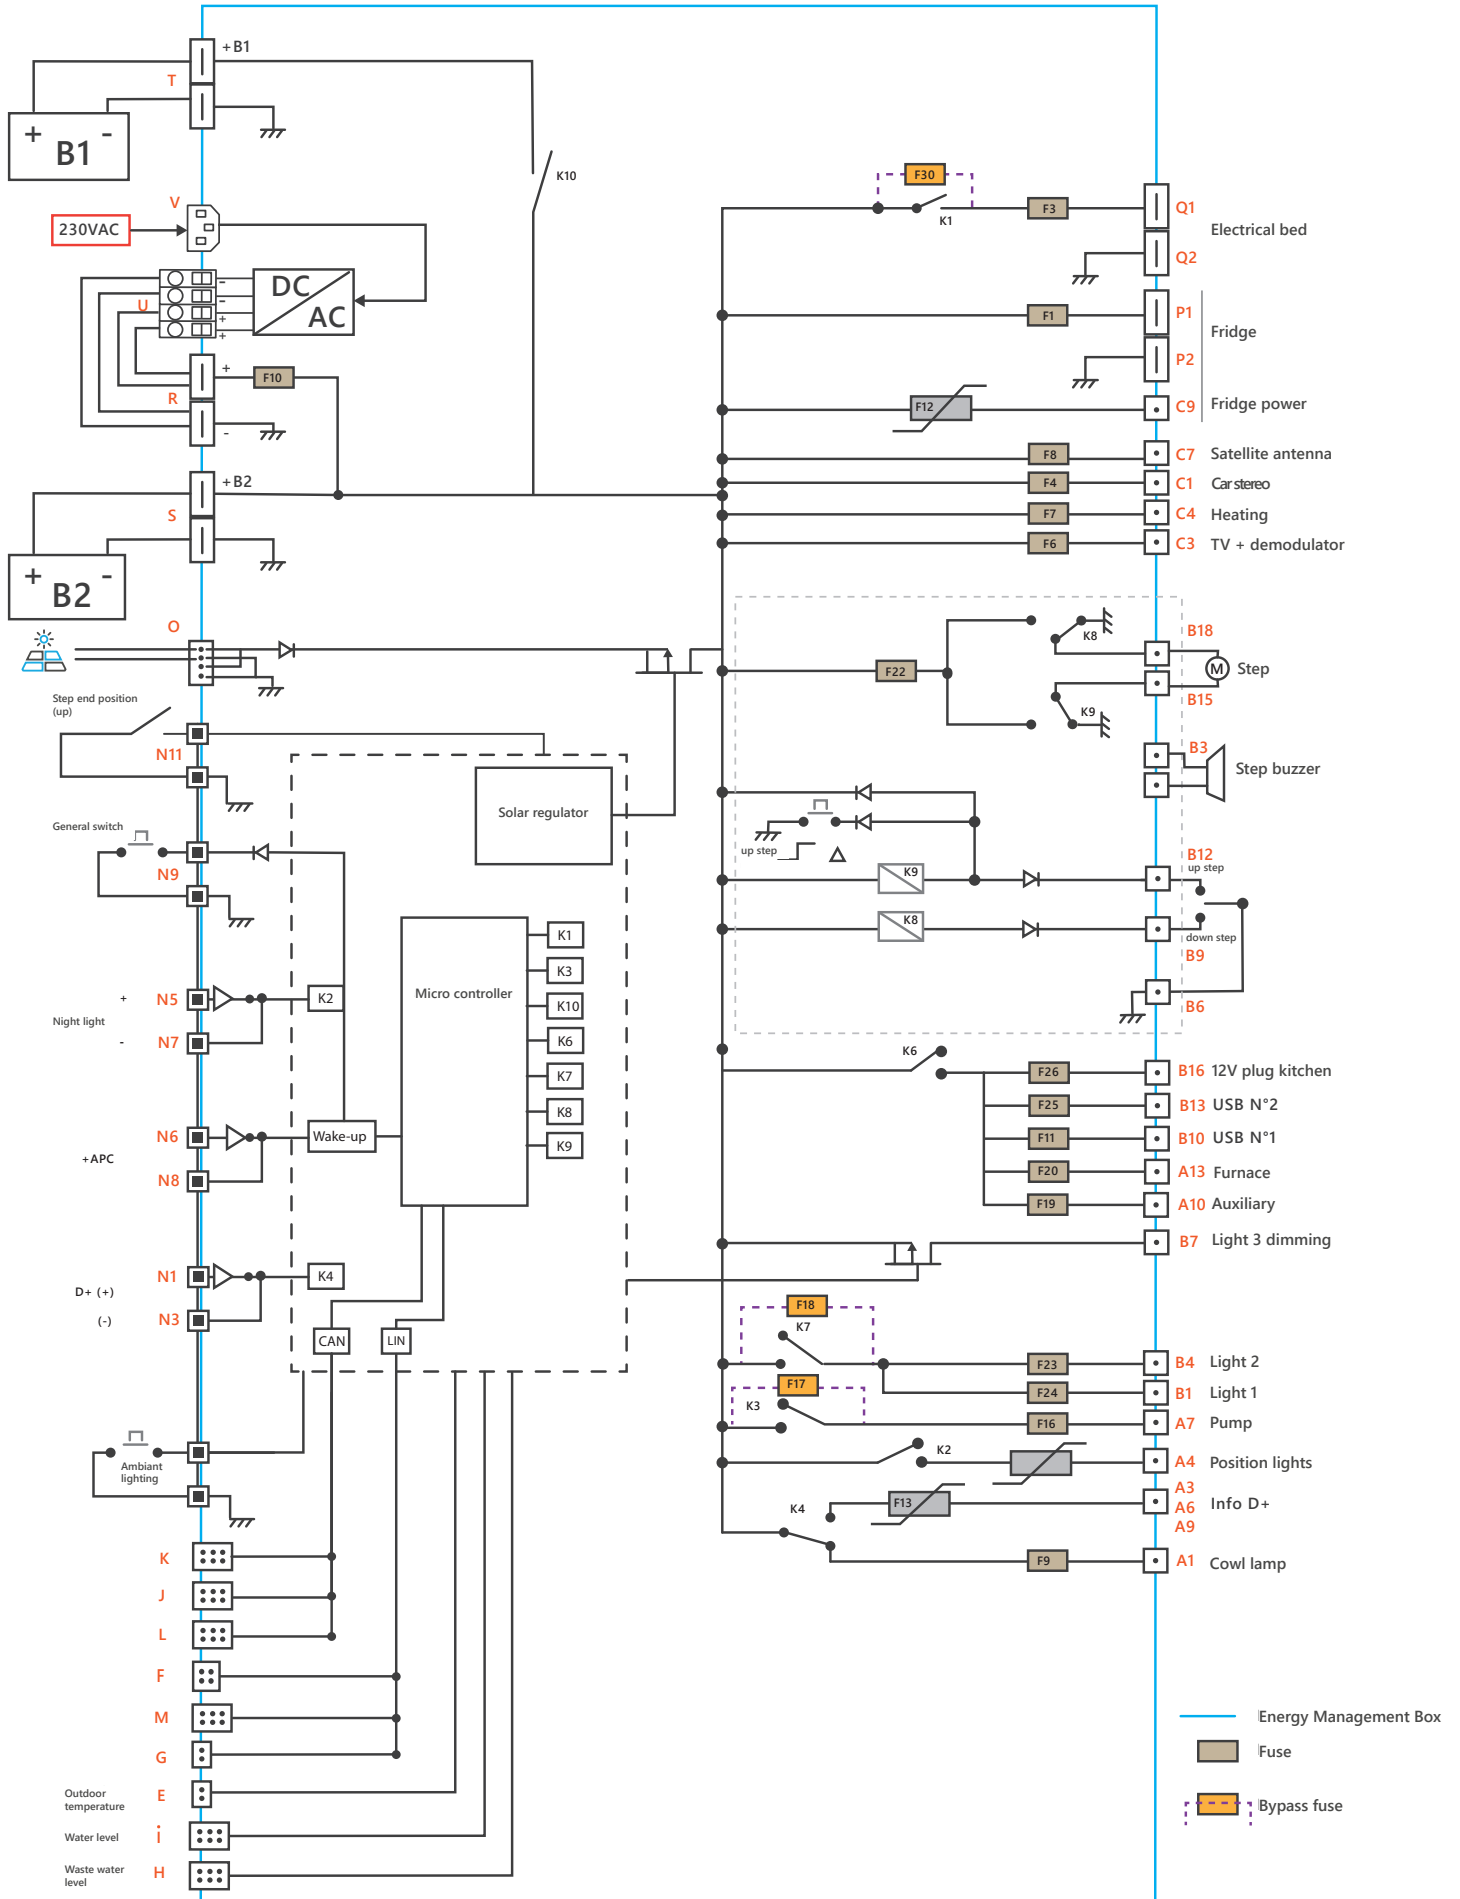 +B1
T
+ -
B1
K10
V
230VAC
DC
AC
-
-
+
+
U
+
F10
R
-
+B2
S
+ -
B2
O
Step end position
(up)
N11
General switch
N9
Solar regulator
Micro controller
K1
K3
K10
K6
K7
K8
K9
+
N5
K2
Night light
-
N7
N6
Wake-up
+APC
N8
N1
K4
D+ (+)
(-)
N3
CAN
LIN
Ambiant
lighting
K
J
L
F
M
G
Outdoor
temperature
E
Water level
i
Waste water
level
H
F30
K1
F3
Q1
Electrical bed
Q2
F1
P1
Fridge
P2
F12
C9
Fridge power
F8
C7
Satellite antenna
F4
C1
Car stereo
F7
C4
Heating
F6
C3
TV + demodulator
F22
K8
B18
M
Step
K9
B15
B3
Step buzzer
up step
K9
B12
up step
K8
down step
B9
B6
K6
F26
B16 12V plug kitchen
F25
B13 USB N°2
F11
B10 USB N°1
F20
A13 Furnace
F19
A10 Auxiliary
B7 Light 3 dimming
F18
K7
F23
B4 Light 2
F17
F24
B1 Light 1
K3
F16
A7 Pump
K2
A4 Position lights
K4
F13
A3
A6
A9
Info D+
F9
A1 Cowl lamp
Energy Management Box
Fuse
Bypass fuse